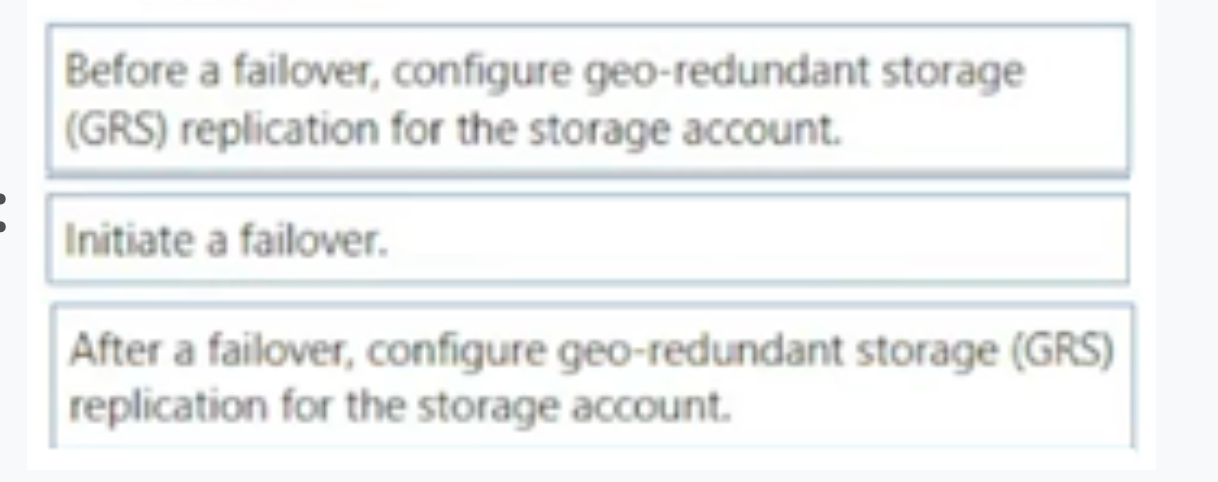 Before a failover, configure geo-redundant storage
(GRS) replication for the storage account.
Initiate a failover.
After a failover, configure geo-redundant storage (GRS)
replication for the storage account.